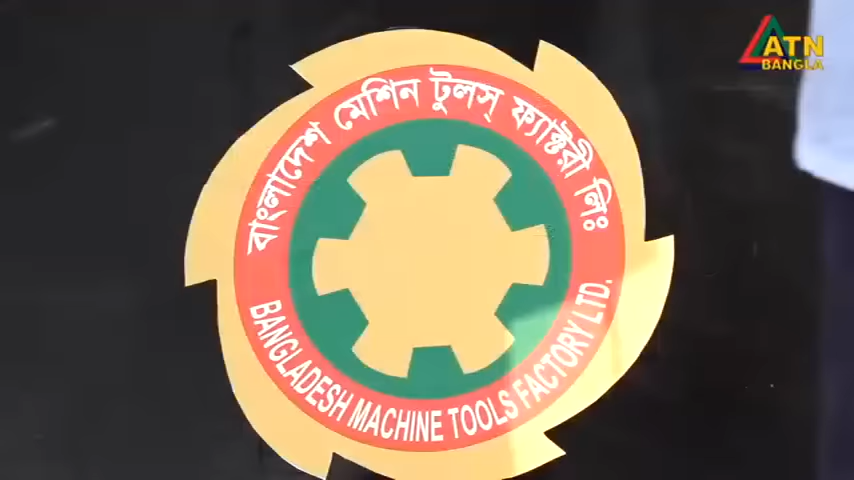 ATN
BANGLA
বাংলাদেশ মেশিন টুলস্ ফ্যাক্টরী লিঃ
BANGLADESH MACHINE TOOLS FACTORY LTD.